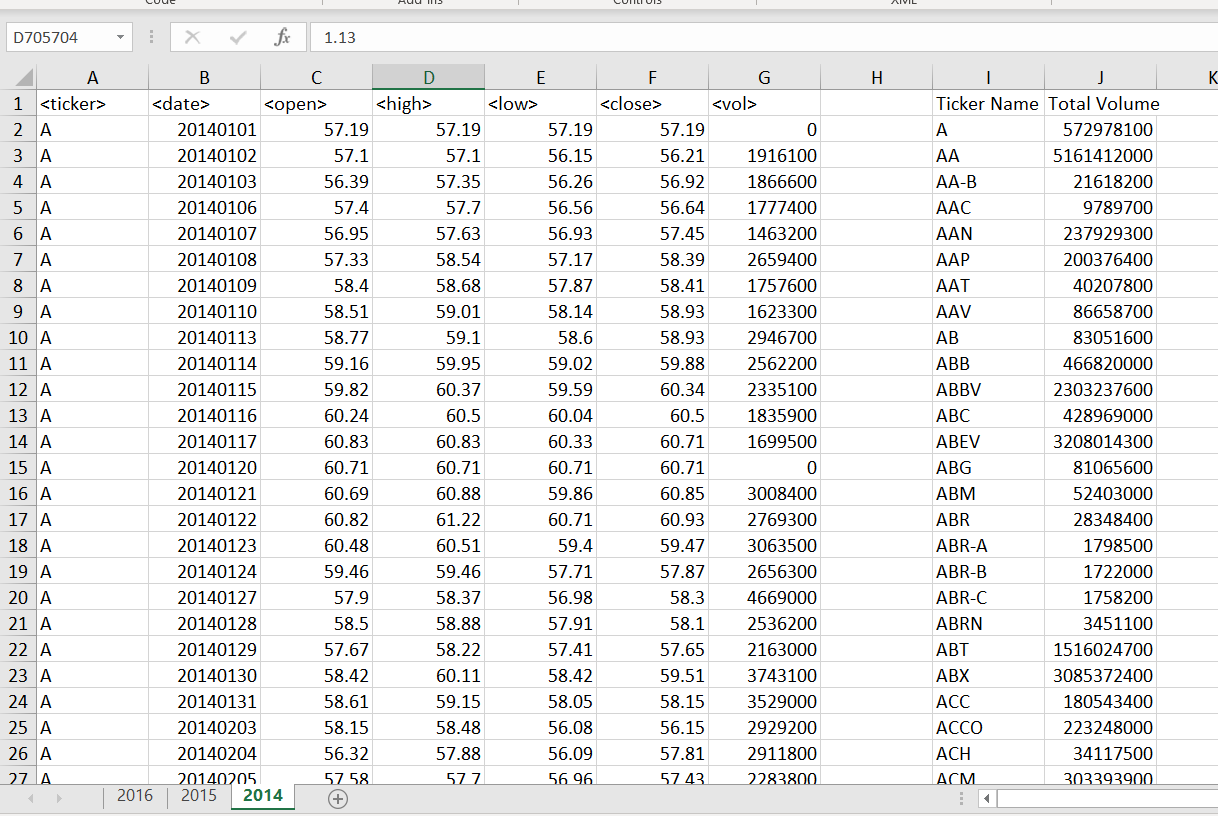 Code Add-ins Controls XML
D705704 fx 1.13
A B C D E F G H I J K
1 <ticker> <date> <open> <high> <low> <close> <vol> Ticker Name Total Volume
2 A 20140101 57.19 57.19 57.19 57.19 0 A 572978100
3 A 20140102 57.1 57.1 56.15 56.21 1916100 AA 5161412000
4 A 20140103 56.39 57.35 56.26 56.92 1866600 AA-B 21618200
5 A 20140106 57.4 57.7 56.56 56.64 1777400 AAC 9789700
6 A 20140107 56.95 57.63 56.93 57.45 1463200 AAN 237929300
7 A 20140108 57.33 58.54 57.17 58.39 2659400 AAP 200376400
8 A 20140109 58.4 58.68 57.87 58.41 1757600 AAT 40207800
9 A 20140110 58.51 59.01 58.14 58.93 1623300 AAV 86658700
10 A 20140113 58.77 59.1 58.6 58.93 2946700 AB 83051600
11 A 20140114 59.16 59.95 59.02 59.88 2562200 ABB 466820000
12 A 20140115 59.82 60.37 59.59 60.34 2335100 ABBV 2303237600
13 A 20140116 60.24 60.5 60.04 60.5 1835900 ABC 428969000
14 A 20140117 60.83 60.83 60.33 60.71 1699500 ABEV 3208014300
15 A 20140120 60.71 60.71 60.71 60.71 0 ABG 81065600
16 A 20140121 60.69 60.88 59.86 60.85 3008400 ABM 52403000
17 A 20140122 60.82 61.22 60.71 60.93 2769300 ABR 28348400
18 A 20140123 60.48 60.51 59.4 59.47 3063500 ABR-A 1798500
19 A 20140124 59.46 59.46 57.71 57.87 2656300 ABR-B 1722000
20 A 20140127 57.9 58.37 56.98 58.3 4669000 ABR-C 1758200
21 A 20140128 58.5 58.88 57.91 58.1 2536200 ABRN 3451100
22 A 20140129 57.67 58.22 57.41 57.65 2163000 ABT 1516024700
23 A 20140130 58.42 60.11 58.42 59.51 3743100 ABX 3085372400
24 A 20140131 58.61 59.15 58.05 58.15 3529000 ACC 180543400
25 A 20140203 58.15 58.48 56.08 56.15 2929200 ACCO 223248000
26 A 20140204 56.32 57.88 56.09 57.81 2911800 ACH 34117500
27 A 20140205 57.58 57.7 56.96 57.43 2283800 ACM 303393900
2016 2015 2014